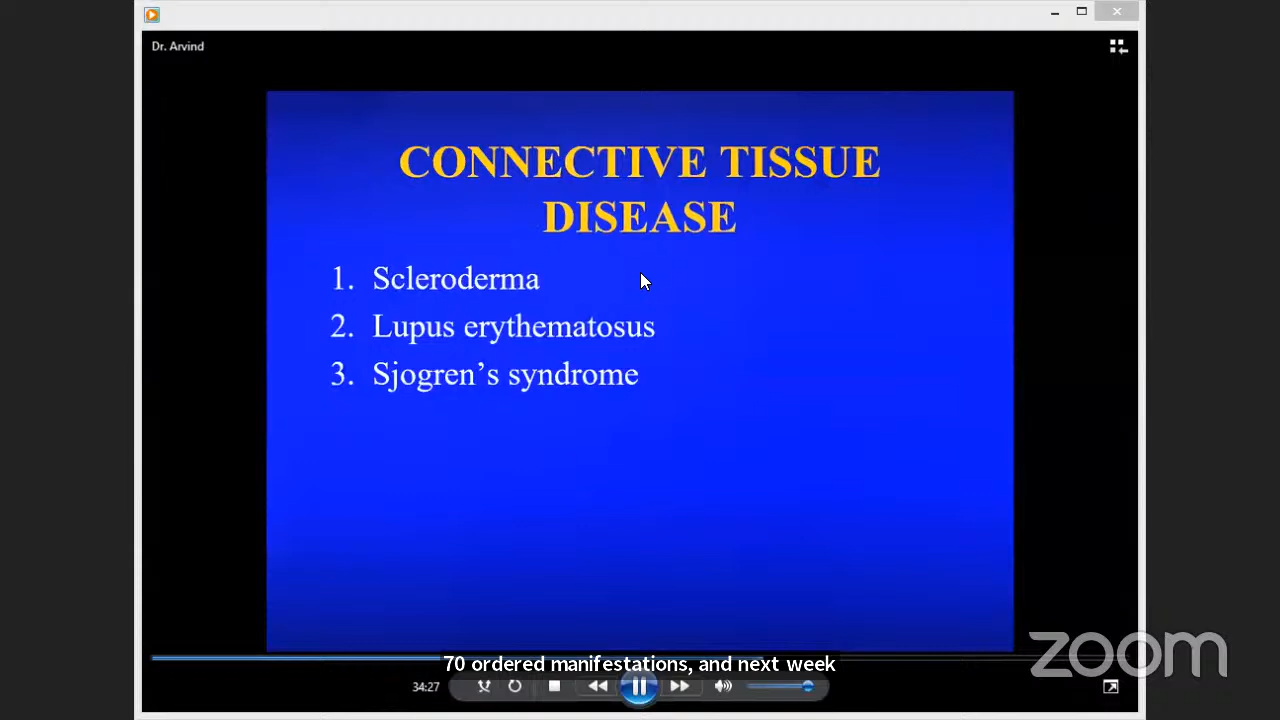 Dr. Arvind
CONNECTIVE TISSUE
DISEASE
1. Scleroderma
2. Lupus erythematosus
3. Sjogren’s syndrome
70 ordered manifestations, and next week
34:27
zoom